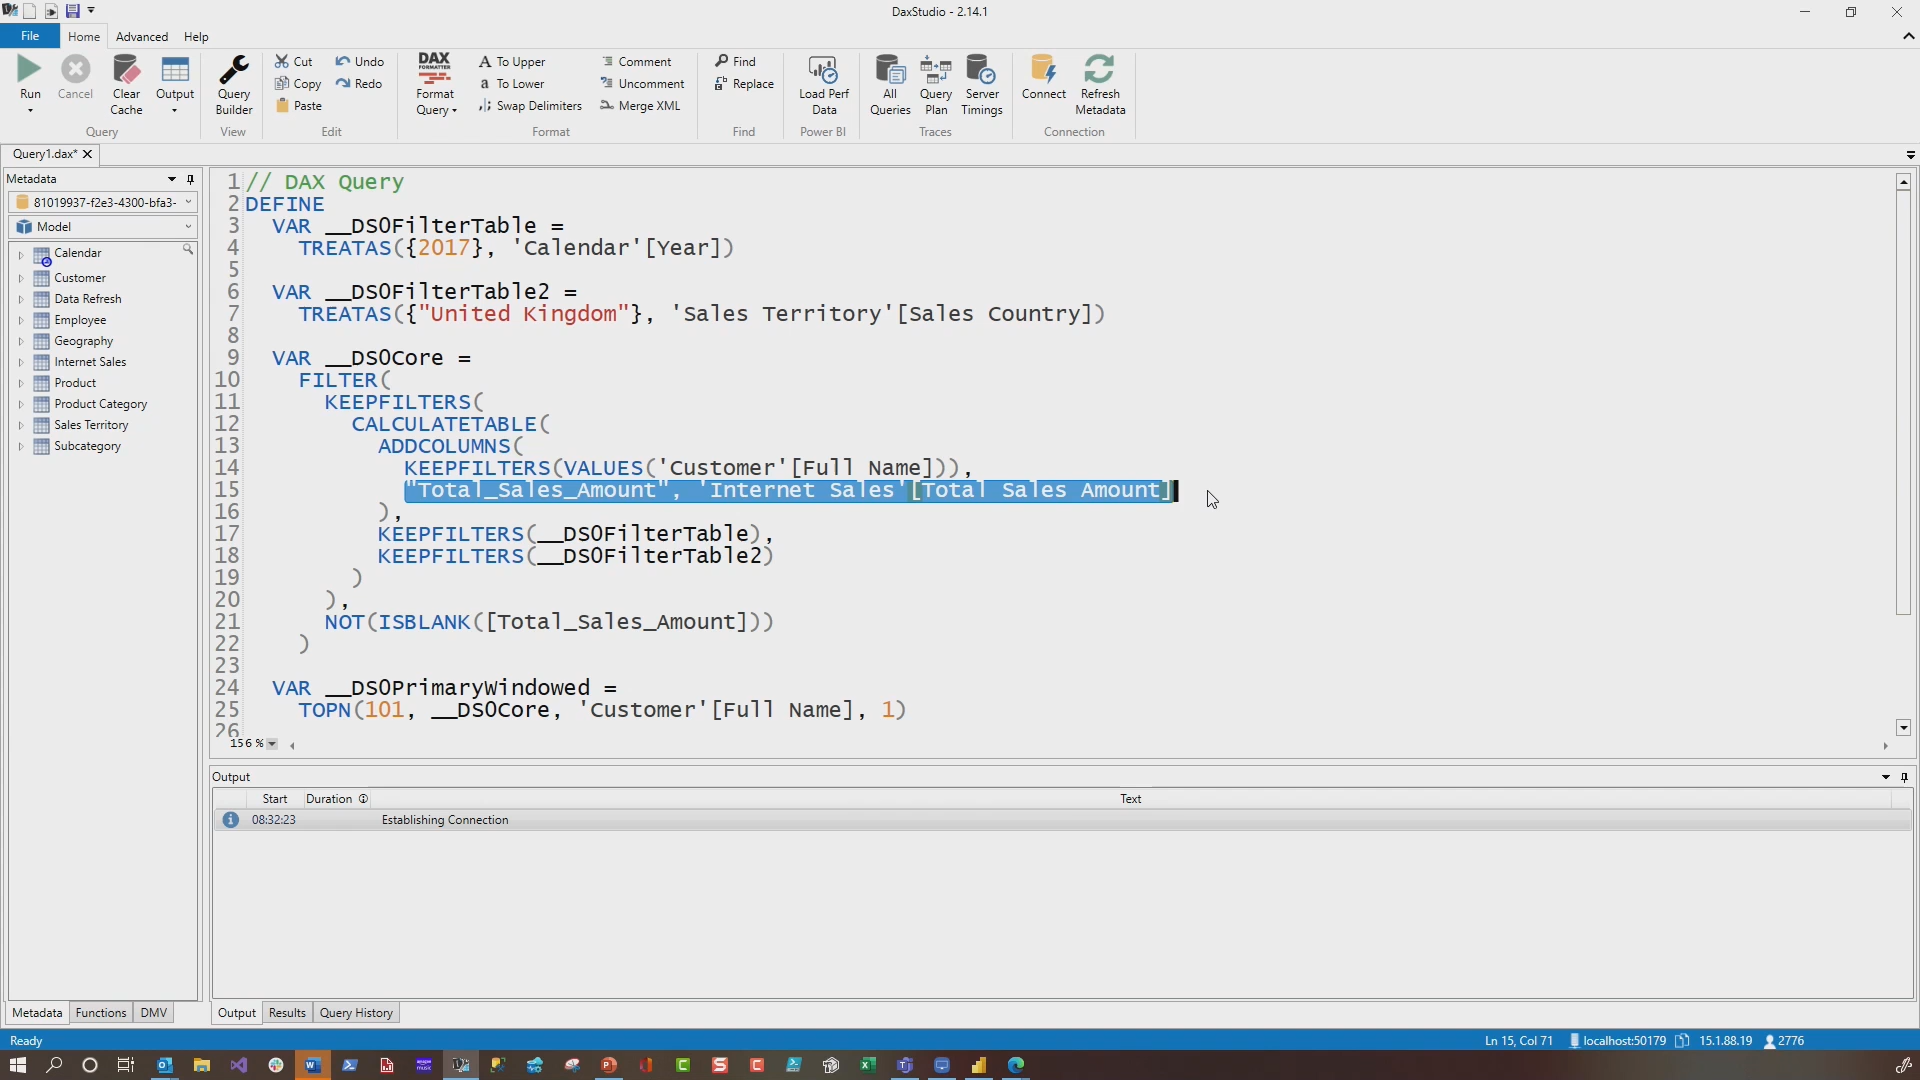 DaxStudio - 2.14.1
File Home Advanced Help
Run Cancel Clear Cache Output Query
Query Builder View
Cut Copy Paste Undo Redo Edit
DAX FORMATTER Format Query To Upper To Lower Swap Delimiters Comment Uncomment Merge XML Format
Find Replace Find
Load Perf Data Power BI
All Queries Query Plan Server Timings Traces
Connect Refresh Metadata Connection
Query1.dax*
Metadata
81019937-f2e3-4300-bfa3-
Model
Calendar
Customer
Data Refresh
Employee
Geography
Internet Sales
Product
Product Category
Sales Territory
Subcategory
Metadata Functions DMV
1 // DAX Query
2 DEFINE
3 VAR __DS0FilterTable =
4 TREATAS({2017}, 'Calendar'[Year])
5
6 VAR __DS0FilterTable2 =
7 TREATAS({"United Kingdom"}, 'Sales Territory'[Sales Country])
8
9 VAR __DS0Core =
10 FILTER(
11 KEEPFILTERS(
12 CALCULATETABLE(
13 ADDCOLUMNS(
14 KEEPFILTERS(VALUES('Customer'[Full Name])),
15 "Total_Sales_Amount", 'Internet Sales'[Total Sales Amount]
16 ),
17 KEEPFILTERS(__DS0FilterTable),
18 KEEPFILTERS(__DS0FilterTable2)
19 )
20 ),
21 NOT(ISBLANK([Total_Sales_Amount]))
22 )
23
24 VAR __DS0PrimaryWindowed =
25 TOPN(101, __DS0Core, 'Customer'[Full Name], 1)
26
156 %
Output
Start Duration Text
08:32:23 Establishing Connection
Output Results Query History
Ready Ln 15, Col 71 localhost:50179 15.1.88.19 2776